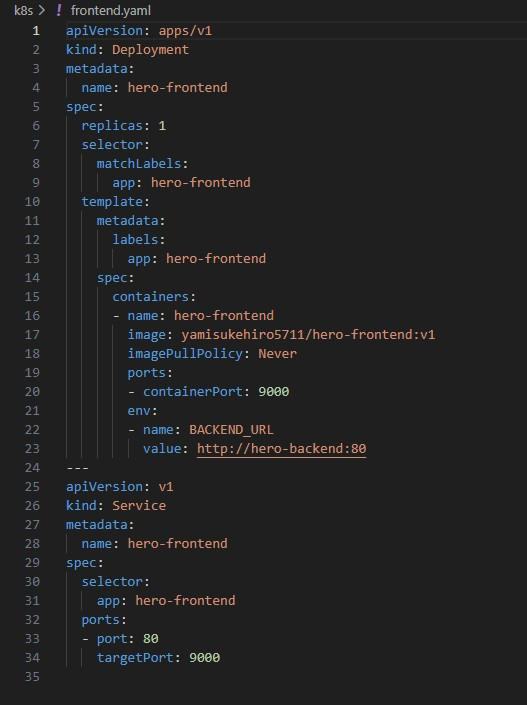 k8s > ! frontend.yaml
1 apiVersion: apps/v1
2 kind: Deployment
3 metadata:
4   name: hero-frontend
5 spec:
6   replicas: 1
7   selector:
8     matchLabels:
9       app: hero-frontend
10   template:
11     metadata:
12       labels:
13         app: hero-frontend
14     spec:
15       containers:
16       - name: hero-frontend
17         image: yamisukehiro5711/hero-frontend:v1
18         imagePullPolicy: Never
19         ports:
20         - containerPort: 9000
21         env:
22         - name: BACKEND_URL
23           value: http://hero-backend:80
24 ---
25 apiVersion: v1
26 kind: Service
27 metadata:
28   name: hero-frontend
29 spec:
30   selector:
31     app: hero-frontend
32   ports:
33   - port: 80
34     targetPort: 9000
35